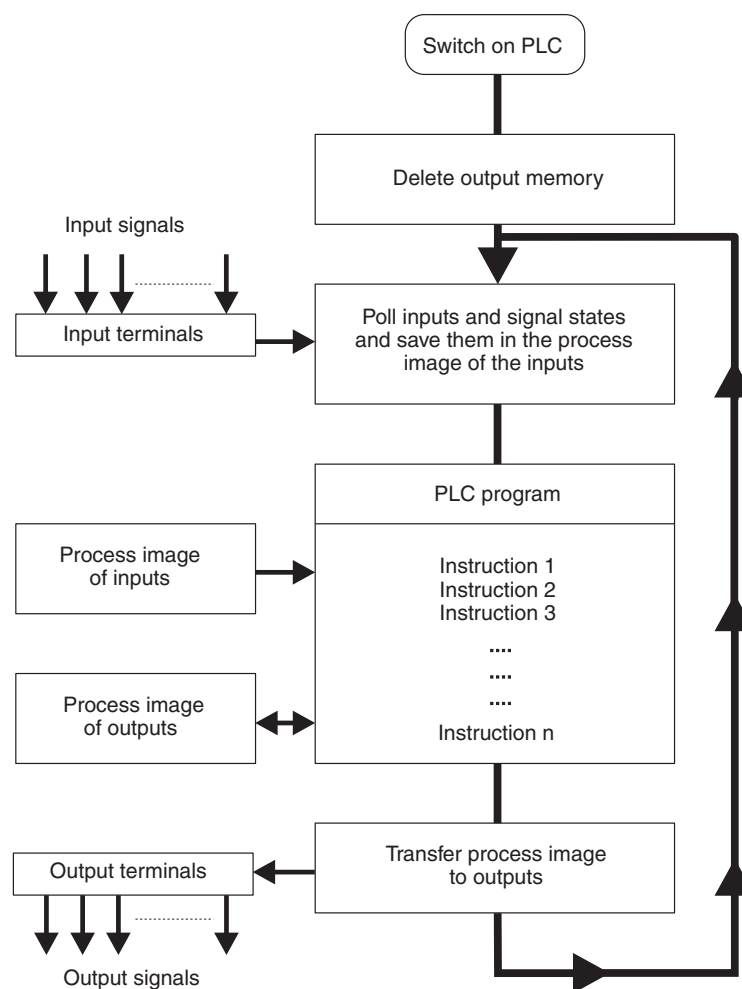 Switch on PLC
Delete output memory
Input signals
Input terminals
Poll inputs and signal states
and save them in the process
image of the inputs
PLC program
Process image
of inputs
Instruction 1
Instruction 2
Instruction 3
....
....
....
Instruction n
Process image
of outputs
Output terminals
Transfer process image
to outputs
Output signals